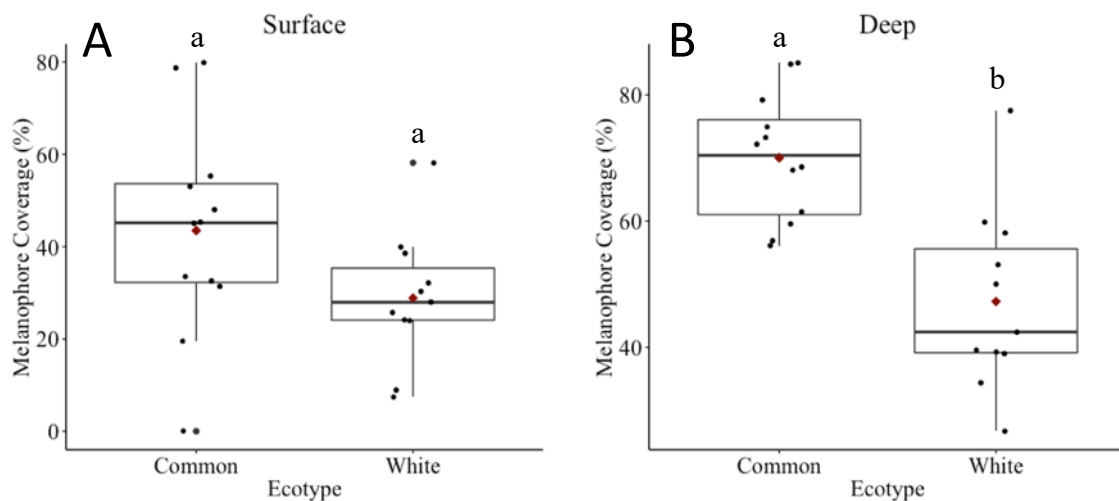 A
Surface
a
a
80
60
40
20
0
Melanophore Coverage (%)
Common
White
Ecotype
B
Deep
a
b
80
60
40
Melanophore Coverage (%)
Common
White
Ecotype